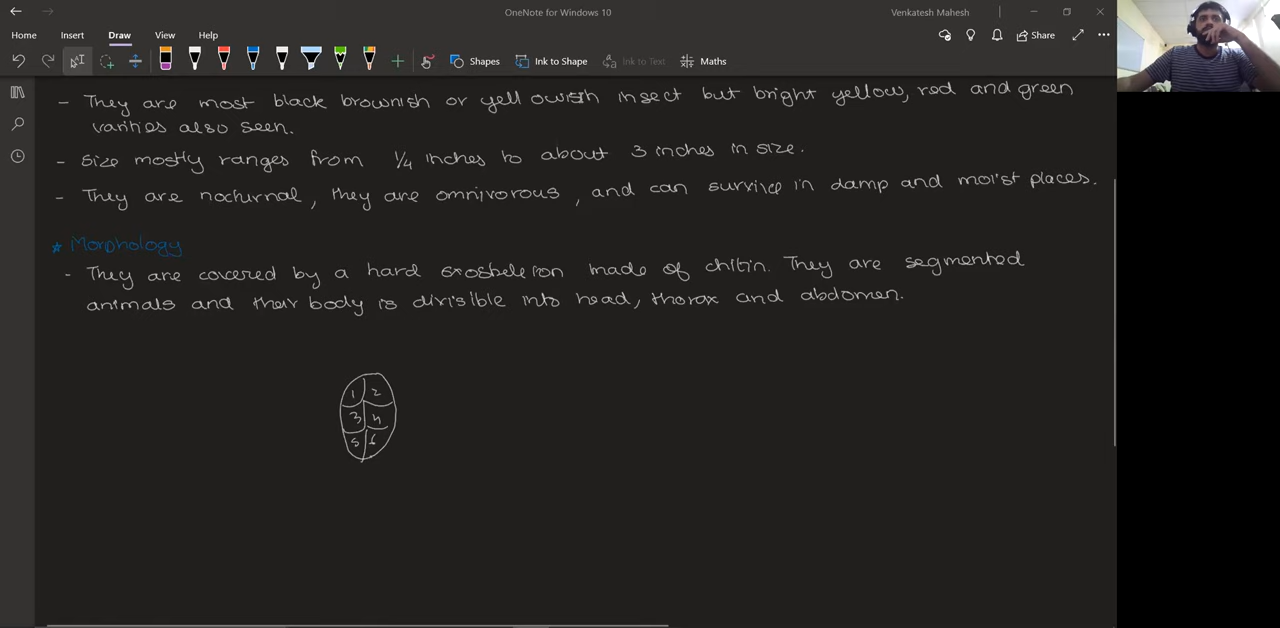 OneNote for Windows 10
Venkatesh Mahesh
Home Insert Draw View Help
Share
Shapes Ink to Shape Ink to Text Maths
- They are most black brownish or yellowish insect but bright yellow, red and green
varities also seen.
- Size mostly ranges from 1/4 inches to about 3 inches in size.
- They are nocturnal, they are omnivorous, and can survive in damp and moist places.
* Morphology
- They are covered by a hard exoskeleton made of chitin. They are segmented
animals and their body is divisible into head, thorax and abdomen.
1 2
3 4
5 6